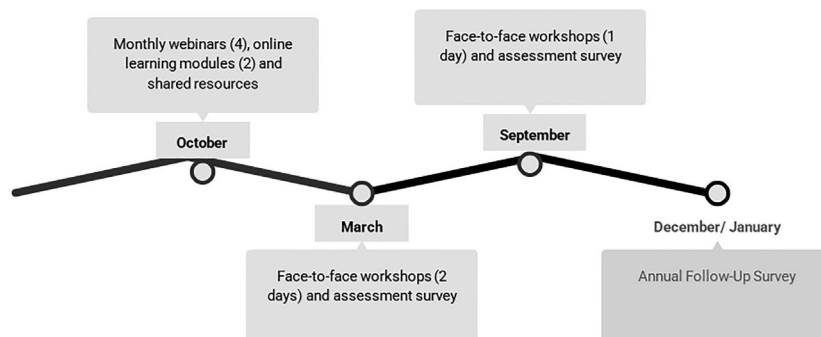 Monthly webinars (4), online
learning modules (2) and
shared resources
October
Face-to-face workshops (1
day) and assessment survey
September
March
Face-to-face workshops (2
days) and assessment survey
December/ January
Annual Follow-Up Survey